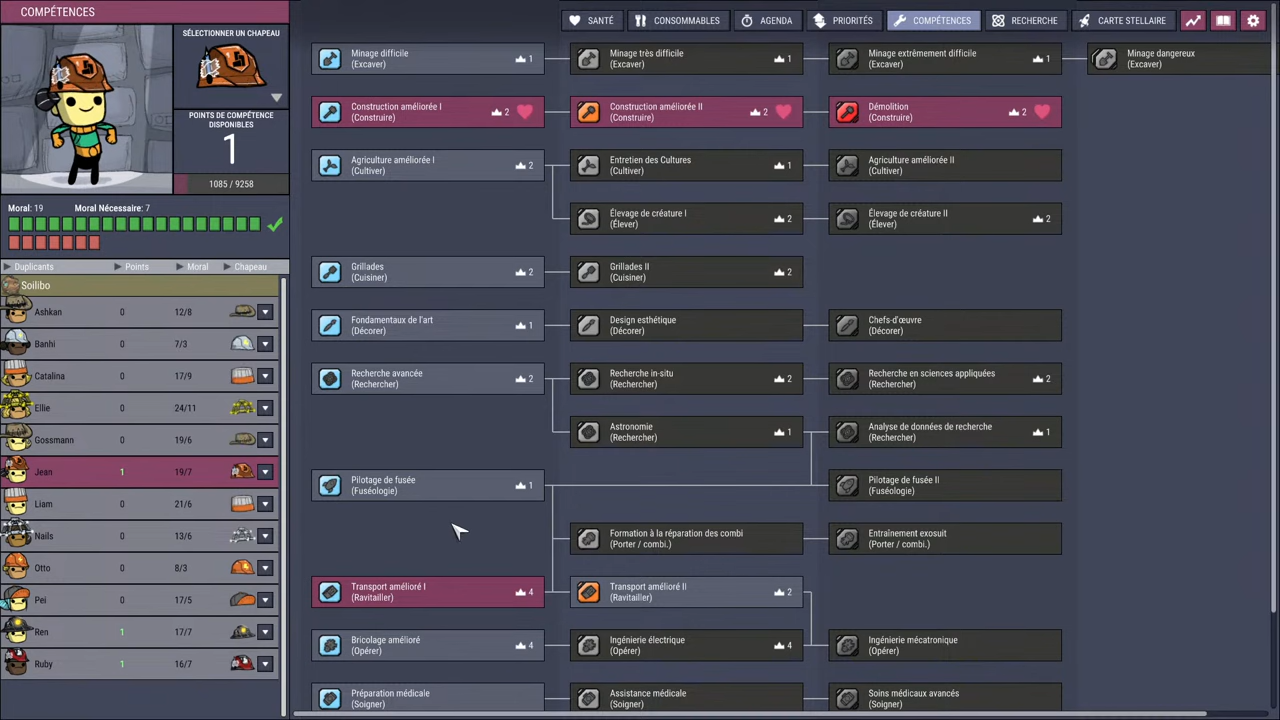 COMPÉTENCES
SANTÉ
CONSOMMABLES
AGENDA
PRIORITÉS
COMPÉTENCES
RECHERCHE
CARTE STELLAIRE
SÉLECTIONNER UN CHAPEAU
POINTS DE COMPÉTENCE
DISPONIBLES
1
1085 / 9258
Moral: 19
Moral Nécessaire: 7
Duplicants
Points
Moral
Chapeau
Soilibo
Ashkan 0 12/8
Banhi 0 7/3
Catalina 0 17/9
Ellie 0 24/11
Gossmann 0 19/6
Jean 1 19/7
Liam 0 21/6
Nails 0 13/6
Otto 0 8/3
Pei 0 17/5
Ren 1 17/7
Ruby 1 16/7
Minage difficile
(Excaver)
1
Minage très difficile
(Excaver)
1
Minage extrêmement difficile
(Excaver)
1
Minage dangereux
(Excaver)
Construction améliorée I
(Construire)
2
Construction améliorée II
(Construire)
2
Démolition
(Construire)
2
Agriculture améliorée I
(Cultiver)
2
Entretien des Cultures
(Cultiver)
1
Agriculture améliorée II
(Cultiver)
Élevage de créature I
(Élever)
2
Élevage de créature II
(Élever)
2
Grillades
(Cuisiner)
2
Grillades II
(Cuisiner)
2
Fondamentaux de l'art
(Décorer)
1
Design esthétique
(Décorer)
Chefs-d'œuvre
(Décorer)
Recherche avancée
(Rechercher)
2
Recherche in-situ
(Rechercher)
2
Recherche en sciences appliquées
(Rechercher)
2
Astronomie
(Rechercher)
1
Analyse de données de recherche
(Rechercher)
1
Pilotage de fusée
(Fuséologie)
1
Pilotage de fusée II
(Fuséologie)
Formation à la réparation des combi
(Porter / combi.)
Entraînement exosuit
(Porter / combi.)
Transport amélioré I
(Ravitailler)
4
Transport amélioré II
(Ravitailler)
2
Bricolage amélioré
(Opérer)
4
Ingénierie électrique
(Opérer)
4
Ingénierie mécatronique
(Opérer)
Préparation médicale
(Soigner)
Assistance médicale
(Soigner)
Soins médicaux avancés
(Soigner)